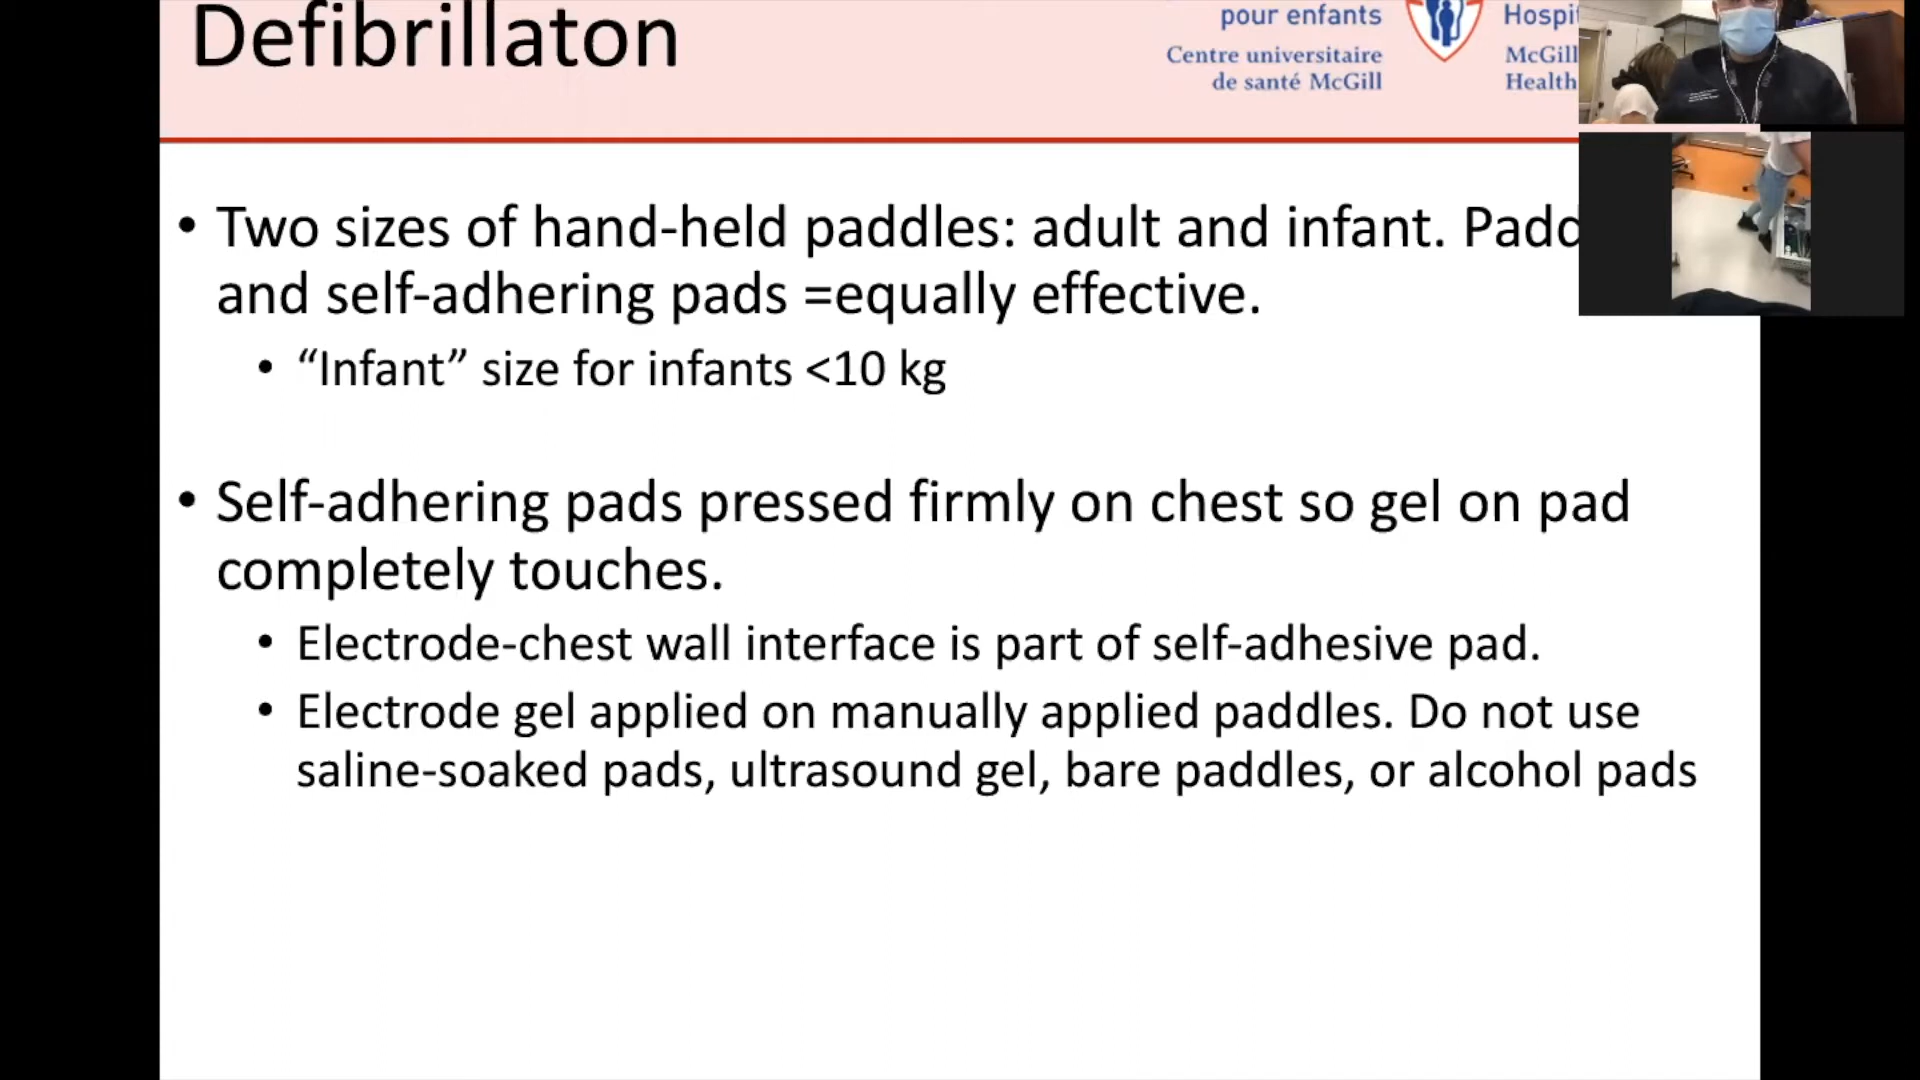 Defibrillaton
pour enfants
Centre universitaire
de santé McGill
McGill
Health
• Two sizes of hand-held paddles: adult and infant.
and self-adhering pads =equally effective.
• “Infant” size for infants <10 kg
• Self-adhering pads pressed firmly on chest so gel on pad
completely touches.
• Electrode-chest wall interface is part of self-adhesive pad.
• Electrode gel applied on manually applied paddles. Do not use
saline-soaked pads, ultrasound gel, bare paddles, or alcohol pads